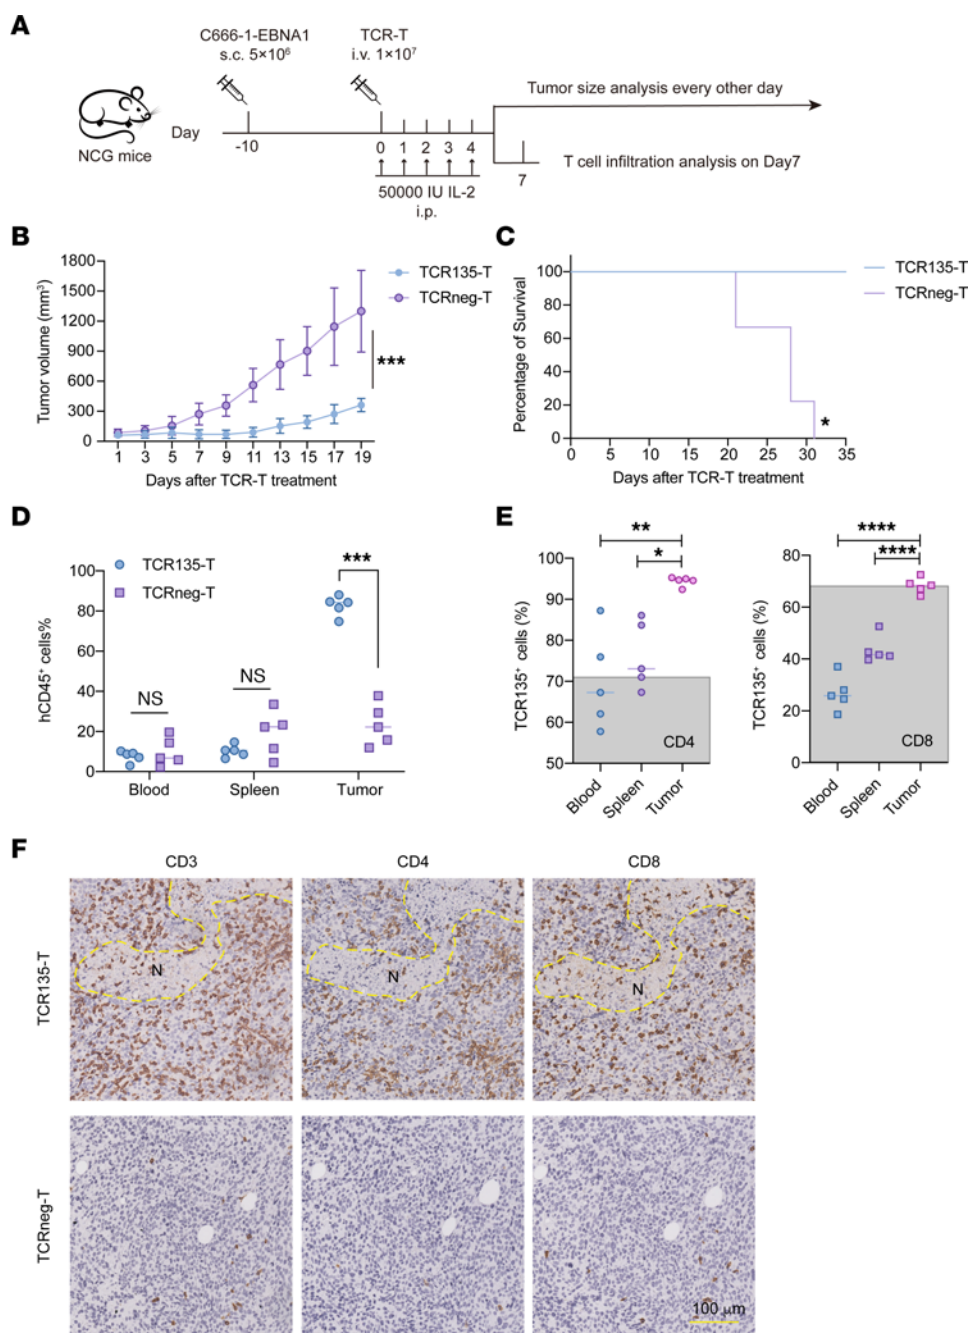 A
C666-1-EBNA1
s.c. 5×10⁶
TCR-T
i.v. 1×10⁷
NCG mice
Day
-10
0 1 2 3 4
50000 IU IL-2
i.p.
Tumor size analysis every other day
7
T cell infiltration analysis on Day7
B
Tumor volume (mm³)
1800
1500
1200
900
600
300
0
1 3 5 7 9 11 13 15 17 19
Days after TCR-T treatment
TCR135-T
TCRneg-T
***
C
Percentage of Survival
100
80
60
40
20
0
0 5 10 15 20 25 30 35
Days after TCR-T treatment
TCR135-T
TCRneg-T
*
D
hCD45⁺ cells%
100
80
60
40
20
0
TCR135-T
TCRneg-T
NS
NS
***
Blood Spleen Tumor
E
TCR135⁺ cells (%)
100
90
80
70
60
50
**
*
CD4
Blood
Spleen
Tumor
TCR135⁺ cells (%)
80
60
40
20
0
****
****
CD8
Blood
Spleen
Tumor
F
CD3 CD4 CD8
TCR135-T
N
N
N
TCRneg-T
100 μm